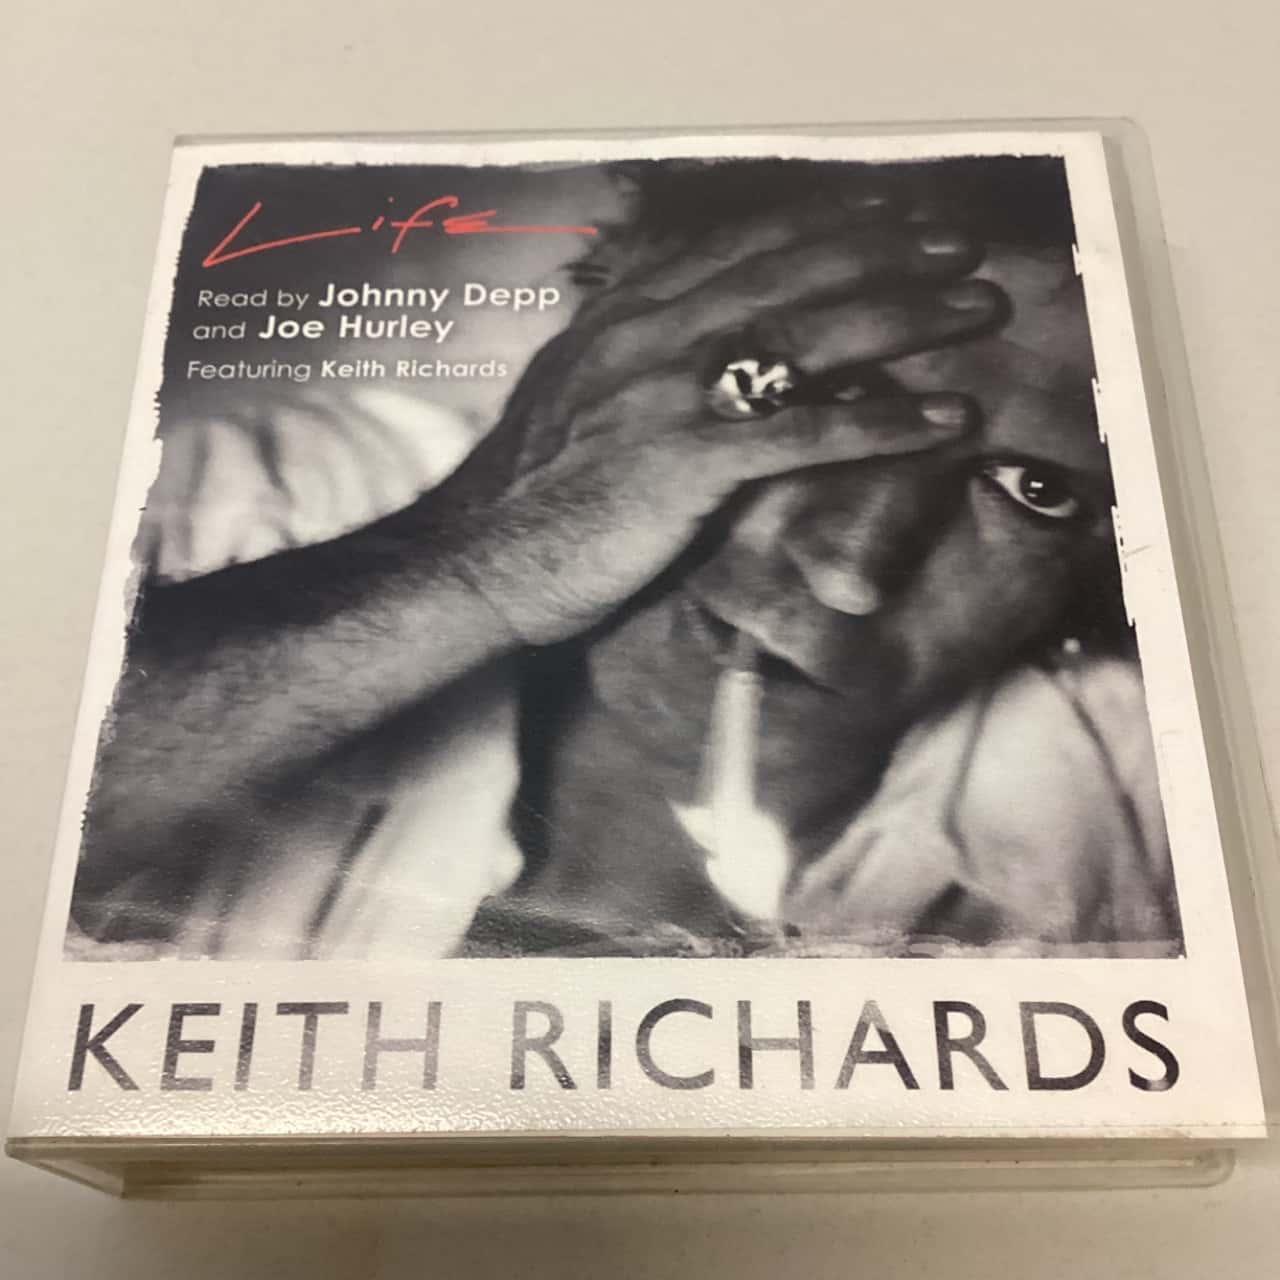 Life
Read by Johnny Depp
and Joe Hurley
Featuring Keith Richards
KEITH RICHARDS